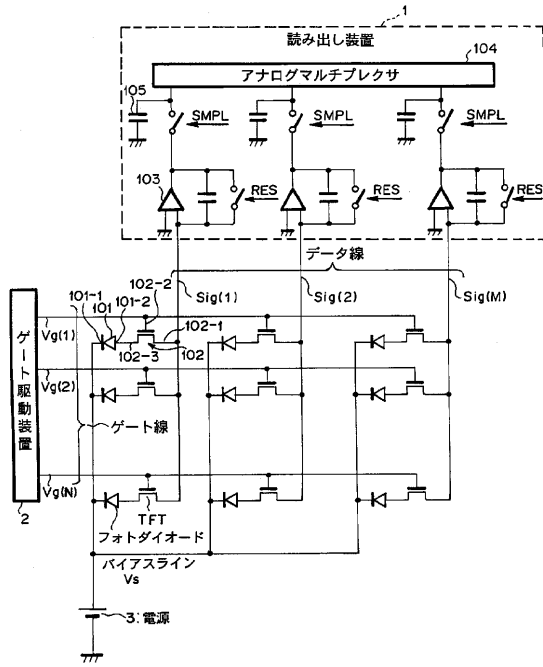 1
読み出し装置
104
アナログマルチプレクサ
105
SMPL
SMPL
SMPL
103
RES
RES
RES
データ線
101-1
101
101-2
102-2
Sig(1)
Sig(2)
Sig(M)
Vg(1)
102-1
102-3
102
Vg(2)
ゲート駆動装置
ゲート線
Vg(N)
2
TFT
フォトダイオード
バイアスライン
Vs
3:電源